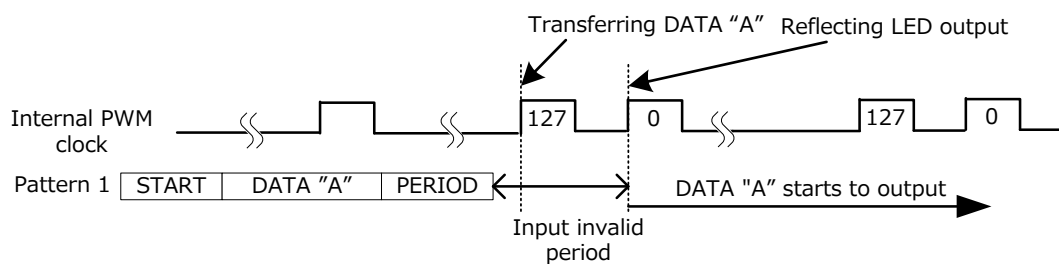 Transferring DATA “A”
Reflecting LED output
Internal PWM
clock
127
0
127
0
Pattern 1
START
DATA ”A”
PERIOD
DATA "A" starts to output
Input invalid
period